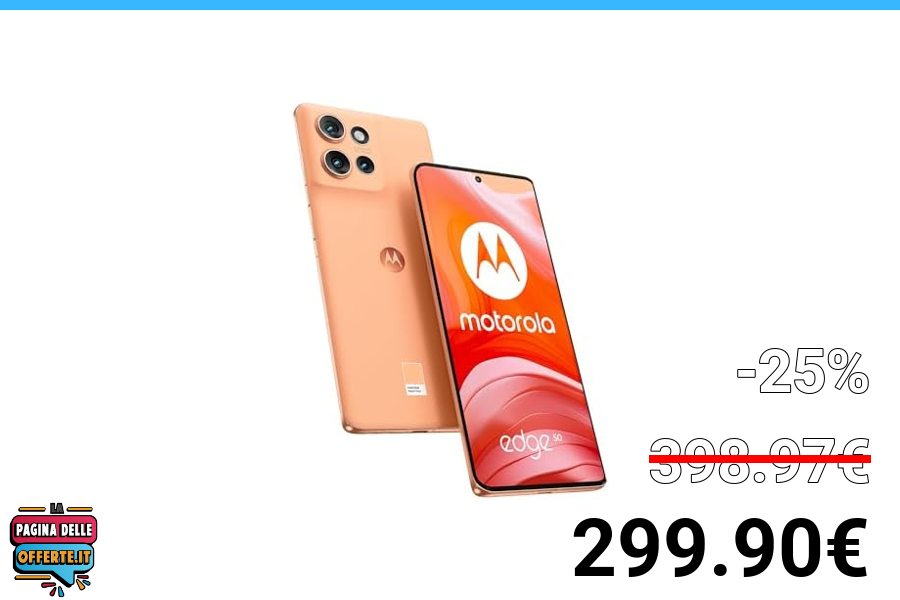 motorola
edge 50
-25%
398.97€
299.90€
LA
PAGINA DELLE
OFFERTE.IT